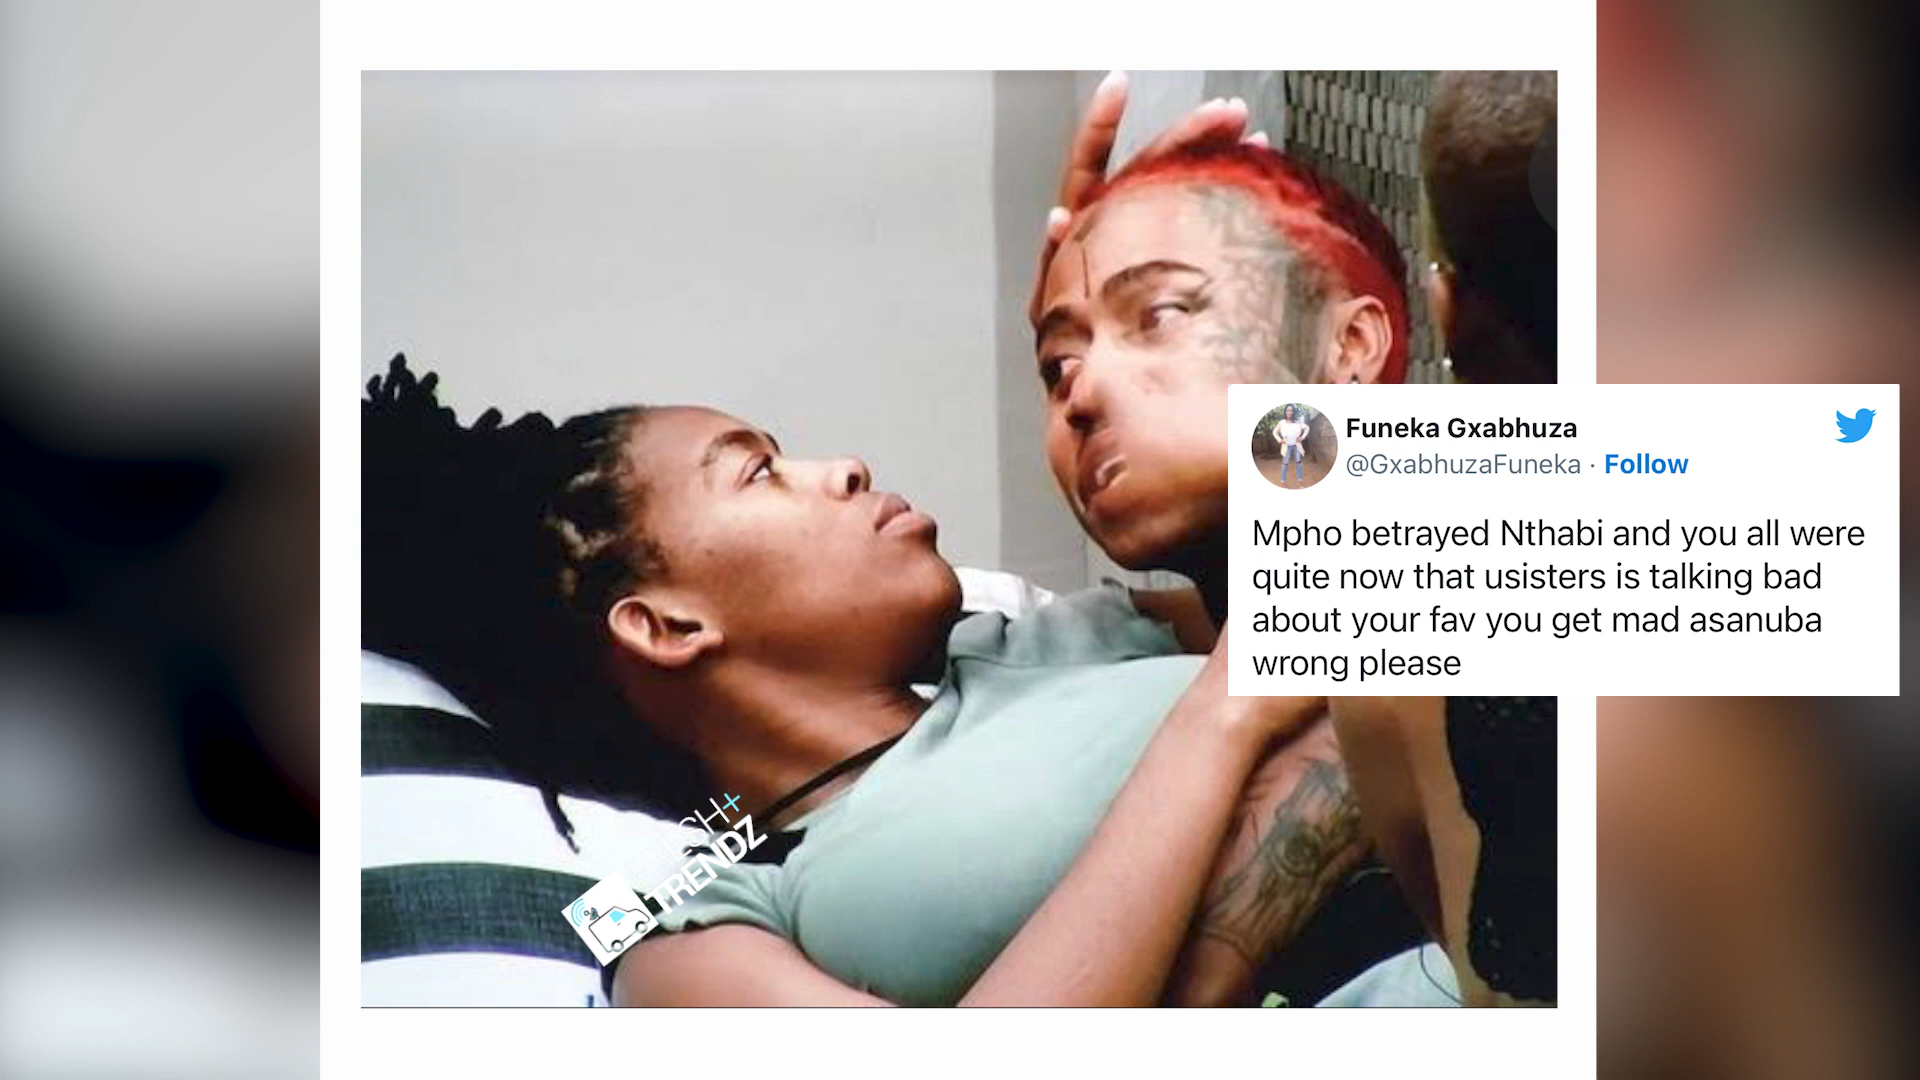 Funeka Gxabhuza
@GxabhuzaFuneka · Follow
Mpho betrayed Nthabi and you all were
quite now that usisters is talking bad
about your fav you get mad asanuba
wrong please
TRENDZ